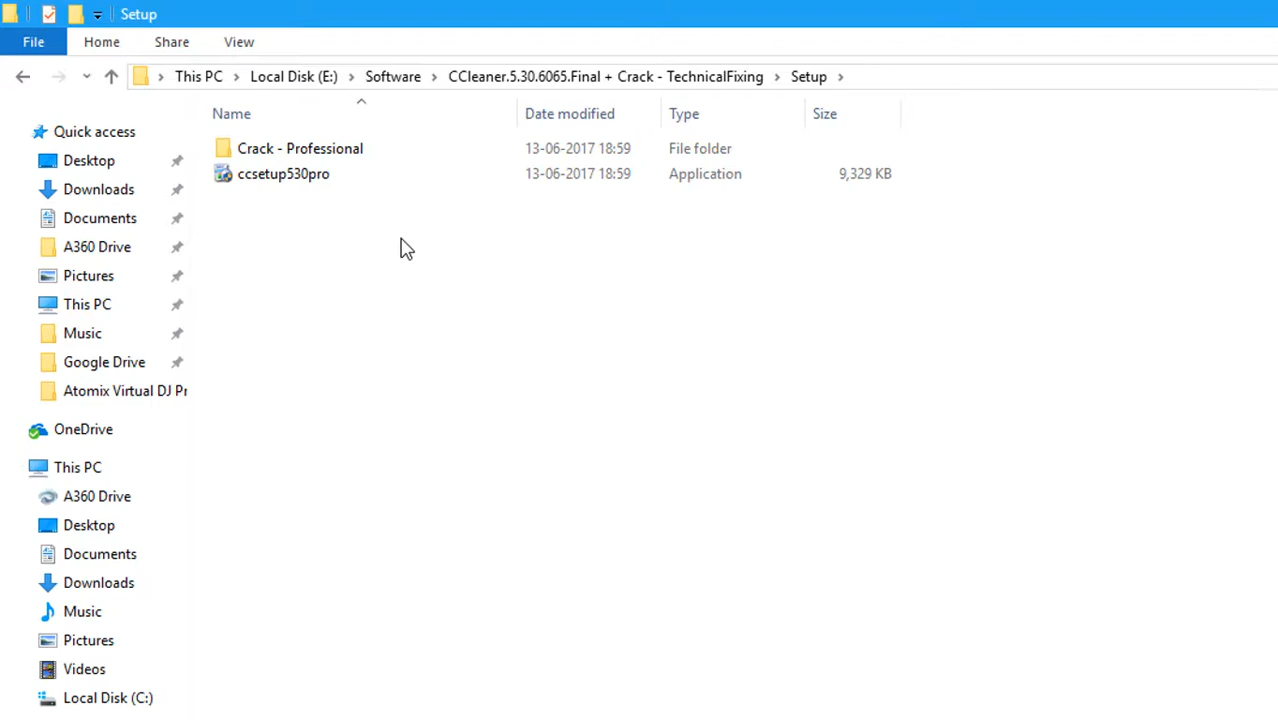 Setup
File Home Share View
This PC Local Disk (E:) Software CCleaner.5.30.6065.Final + Crack - TechnicalFixing Setup
Name Date modified Type Size
Crack - Professional 13-06-2017 18:59 File folder
ccsetup530pro 13-06-2017 18:59 Application 9,329 KB
Quick access
Desktop
Downloads
Documents
A360 Drive
Pictures
This PC
Music
Google Drive
Atomix Virtual DJ Pr
OneDrive
This PC
A360 Drive
Desktop
Documents
Downloads
Music
Pictures
Videos
Local Disk (C:)